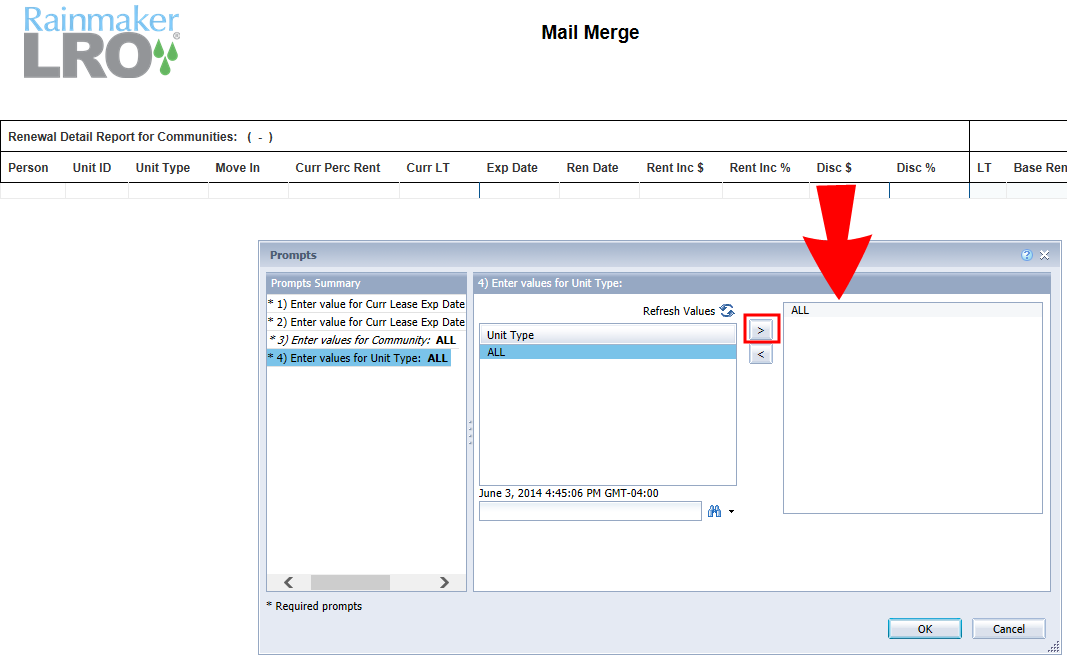 Rainmaker
LRO®
Mail Merge
Renewal Detail Report for Communities: ( - )
Person Unit ID Unit Type Move In Curr Perc Rent Curr LT Exp Date Ren Date Rent Inc $ Rent Inc % Disc $ Disc % LT Base Ren
Prompts
Prompts Summary
* 1) Enter value for Curr Lease Exp Date
* 2) Enter value for Curr Lease Exp Date
* 3) Enter values for Community: ALL
* 4) Enter values for Unit Type: ALL
4) Enter values for Unit Type:
Refresh Values
Unit Type
ALL
June 3, 2014 4:45:06 PM GMT-04:00
>
<
ALL
* Required prompts
OK Cancel